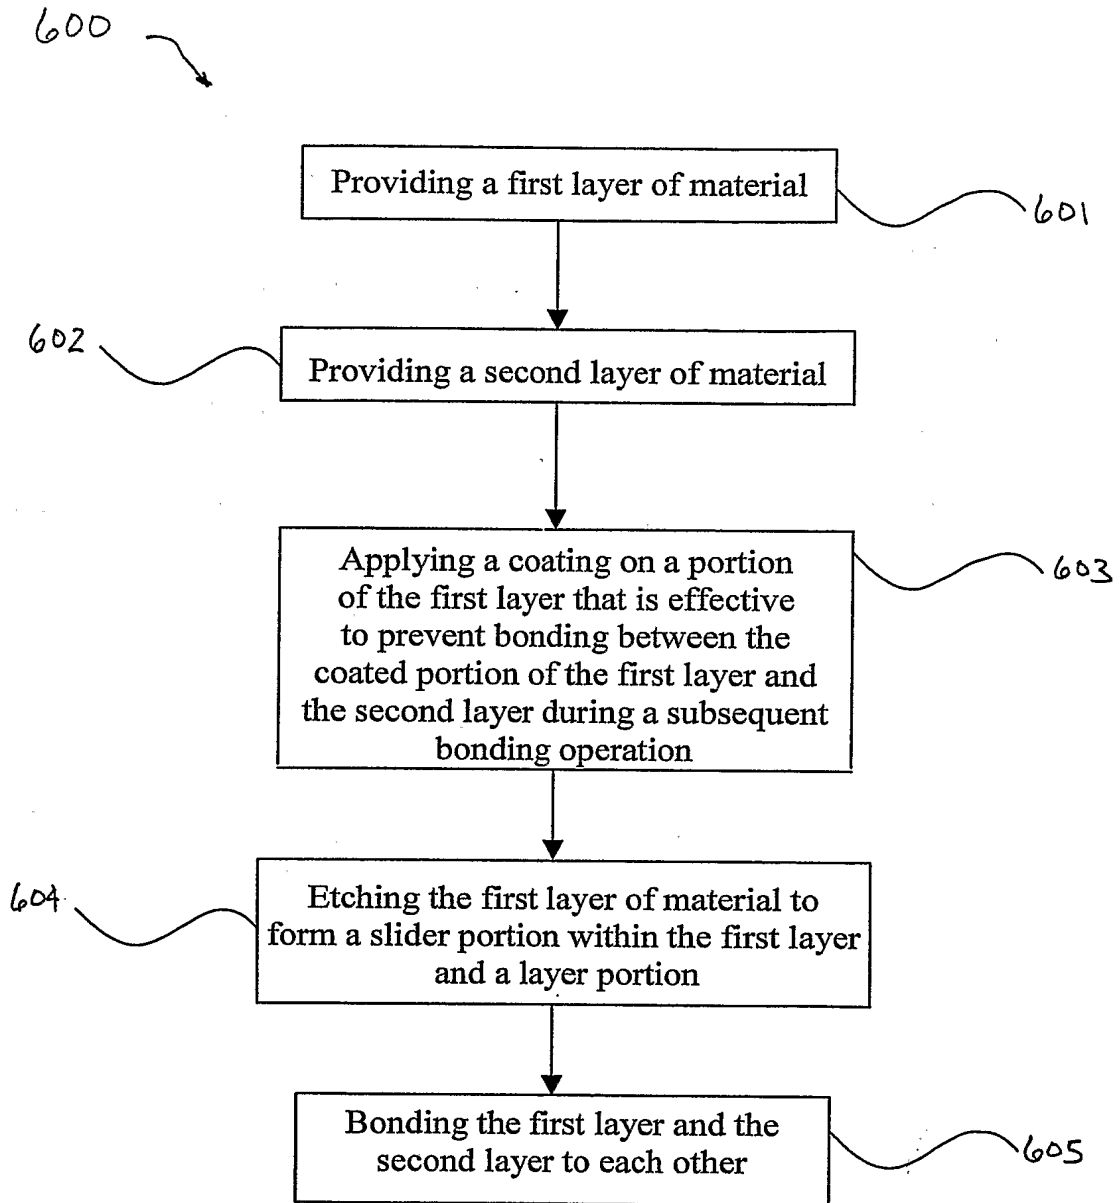 600
Providing a first layer of material
601
602
Providing a second layer of material
Applying a coating on a portion
of the first layer that is effective
to prevent bonding between the
coated portion of the first layer and
the second layer during a subsequent
bonding operation
603
604
Etching the first layer of material to
form a slider portion within the first layer
and a layer portion
Bonding the first layer and the
second layer to each other
605